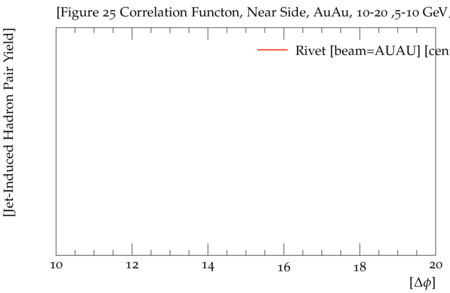 [Figure 25 Correlation Functon, Near Side, AuAu, 10-20 ,5-10 GeV,
[Jet-Induced Hadron Pair Yield]
Rivet [beam=AUAU] [cen
10 12 14 16 18 20
[Δϕ]